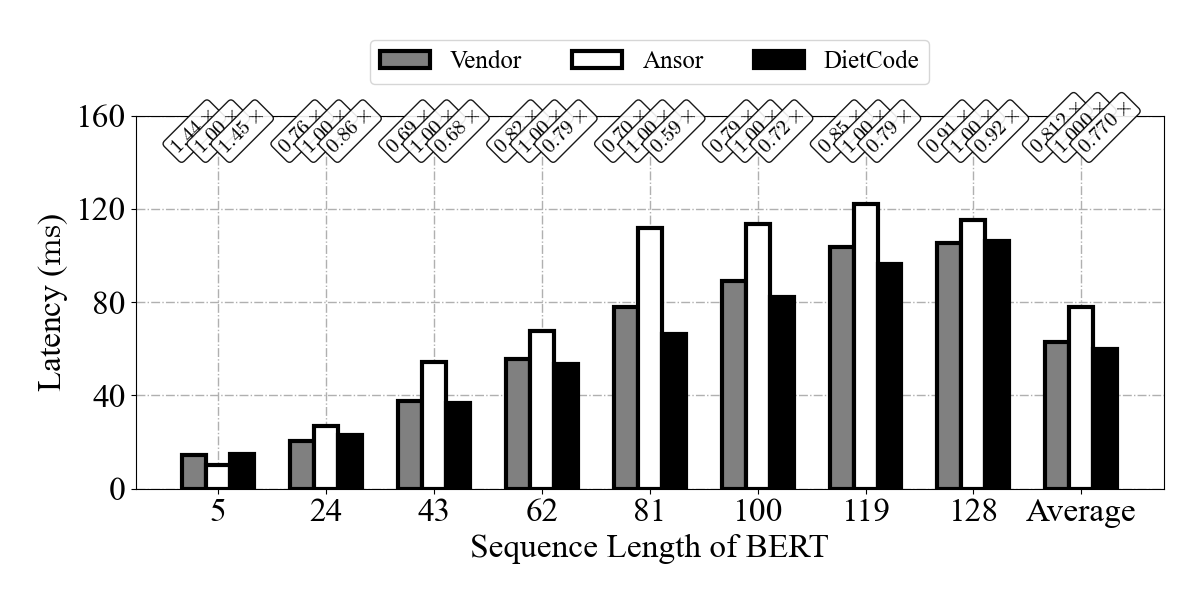 Vendor Ansor DietCode
1.44 × 1.00 × 1.45 × 0.76 × 1.00 × 0.86 × 0.69 × 1.00 × 0.68 × 0.82 × 1.00 × 0.79 × 0.70 × 1.00 × 0.59 × 0.79 × 1.00 × 0.72 × 0.85 × 1.00 × 0.79 × 0.91 × 1.00 × 0.92 × 0.812 × 1.000 × 0.770 ×
160
120
80
40
0
Latency (ms)
5 24 43 62 81 100 119 128 Average
Sequence Length of BERT